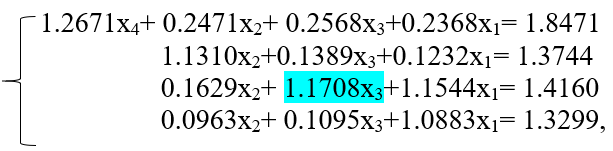 1.2671x₄+ 0.2471x₂+ 0.2568x₃+0.2368x₁= 1.8471
1.1310x₂+0.1389x₃+0.1232x₁= 1.3744
0.1629x₂+ 1.1708x₃+1.1544x₁= 1.4160
0.0963x₂+ 0.1095x₃+1.0883x₁= 1.3299,